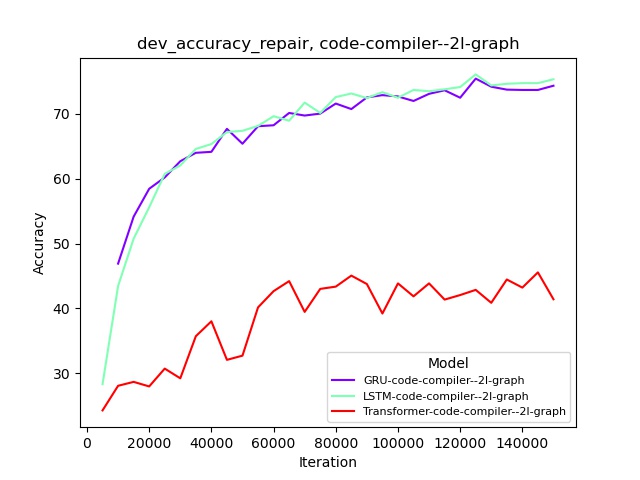 dev_accuracy_repair, code-compiler--2l-graph
Accuracy
70
60
50
40
30
0
20000
40000
60000
80000
100000
120000
140000
Iteration
Model
GRU-code-compiler--2l-graph
LSTM-code-compiler--2l-graph
Transformer-code-compiler--2l-graph